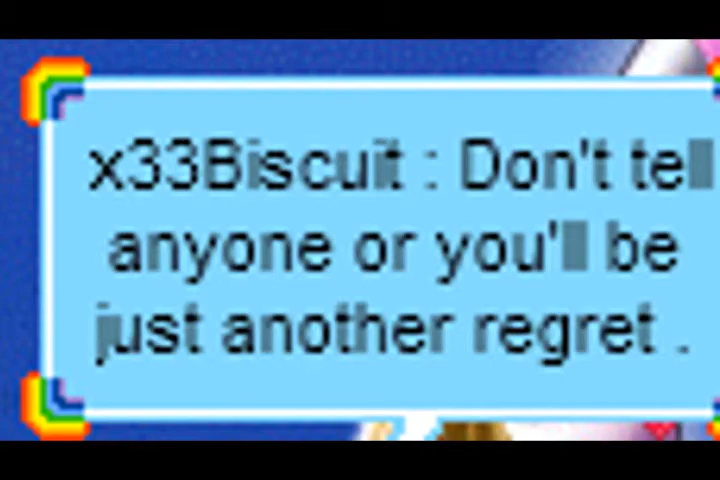 x33Biscuit : Don't tell
anyone or you'll be
just another regret .